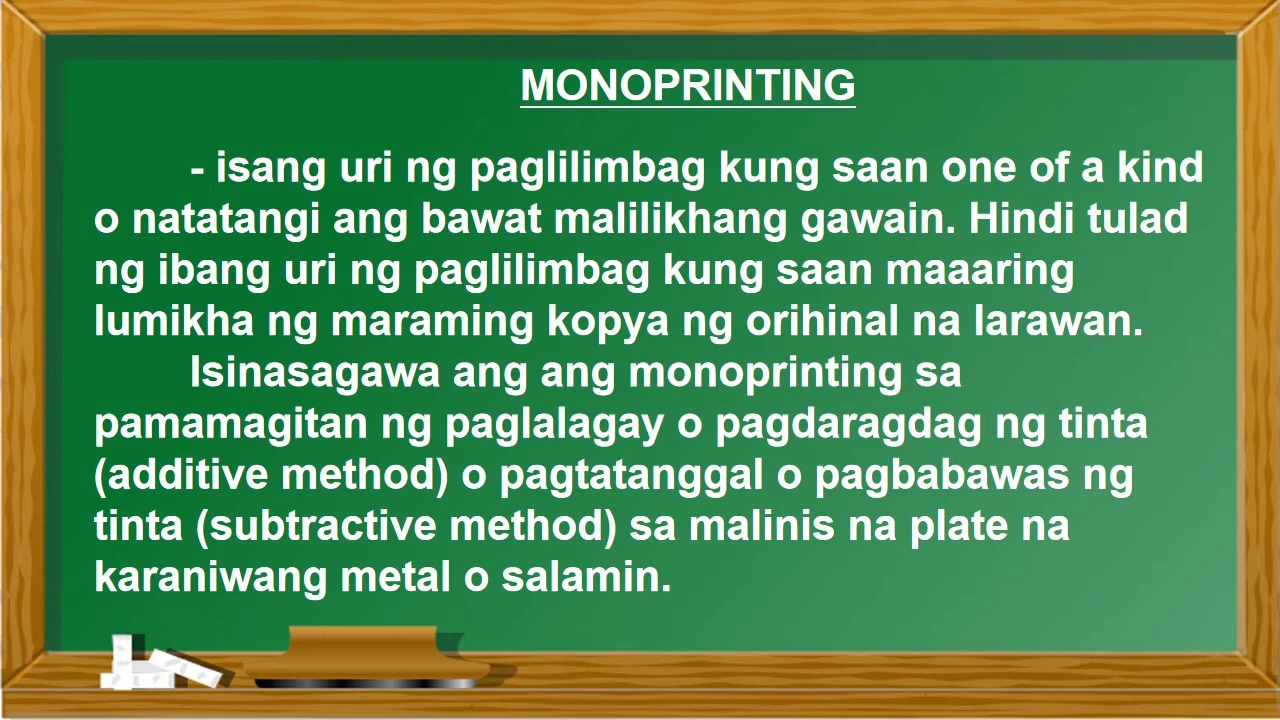 MONOPRINTING
- isang uri ng paglilimbag kung saan one of a kind
o natatangi ang bawat malilikhang gawain. Hindi tulad
ng ibang uri ng paglilimbag kung saan maaaring
lumikha ng maraming kopya ng orihinal na larawan.
Isinasagawa ang ang monoprinting sa
pamamagitan ng paglalagay o pagdaragdag ng tinta
(additive method) o pagtatanggal o pagbabawas ng
tinta (subtractive method) sa malinis na plate na
karaniwang metal o salamin.